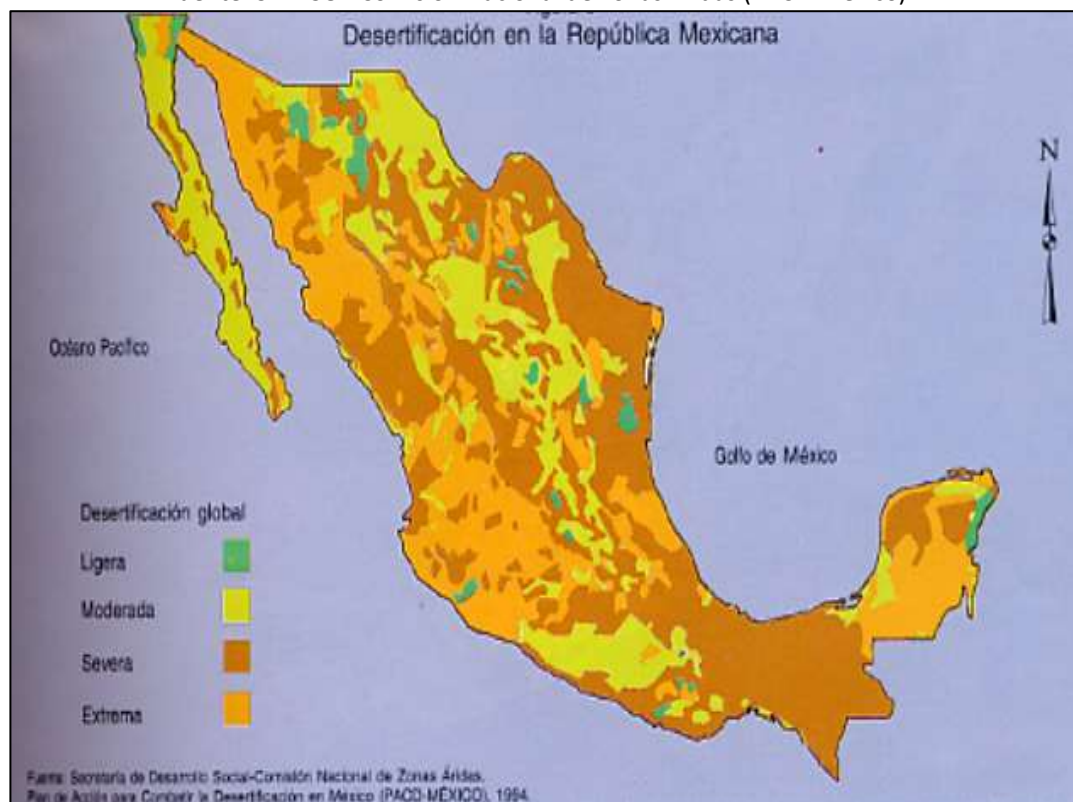 Desertificación en la República Mexicana
N
Océano Pacífico
Golfo de México
Desertificación global
Ligera
Moderada
Severa
Extrema
Fuente: Secretaría de Desarrollo Social-Comisión Nacional de Zonas Áridas.
Plan de Acción para Combatir la Desertificación en México (PACD-MÉXICO), 1994.